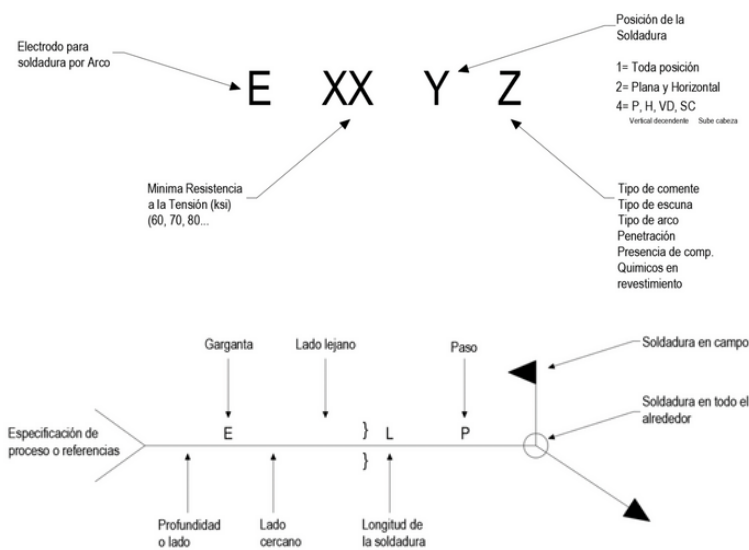 Posición de la
Soldadura
1= Toda posición
2= Plana y Horizontal
4= P, H, VD, SC
Vertical decendente Sube cabeza
Electrodo para
soldadura por Arco
E XX Y Z
Minima Resistencia
a la Tensión (ksi)
(60, 70, 80...
Tipo de comente
Tipo de escuna
Tipo de arco
Penetración
Presencia de comp.
Quimicos en
revestimiento
Garganta
Lado lejano
Paso
Soldadura en campo
Soldadura en todo el
alrededor
Especificación de
proceso o referencias
E } L P
}
Profundidad
o lado
Lado
cercano
Longitud de
la soldadura